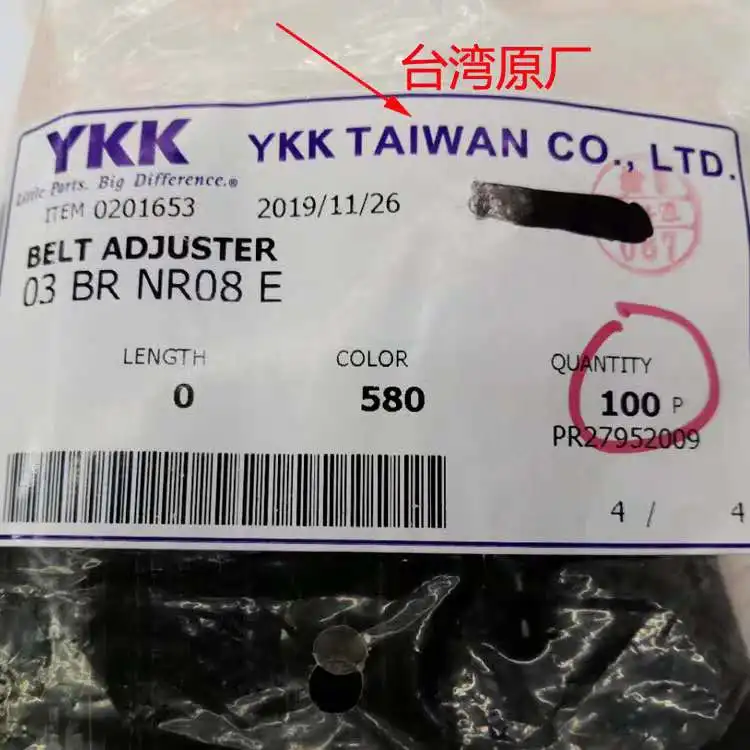 台湾原厂
YKK YKK TAIWAN CO., LTD.
Little Parts. Big Difference.®
ITEM 0201653 2019/11/26
087
BELT ADJUSTER
03 BR NR08 E
LENGTH COLOR QUANTITY
0 580 100 P
PR27952009
4 / 4